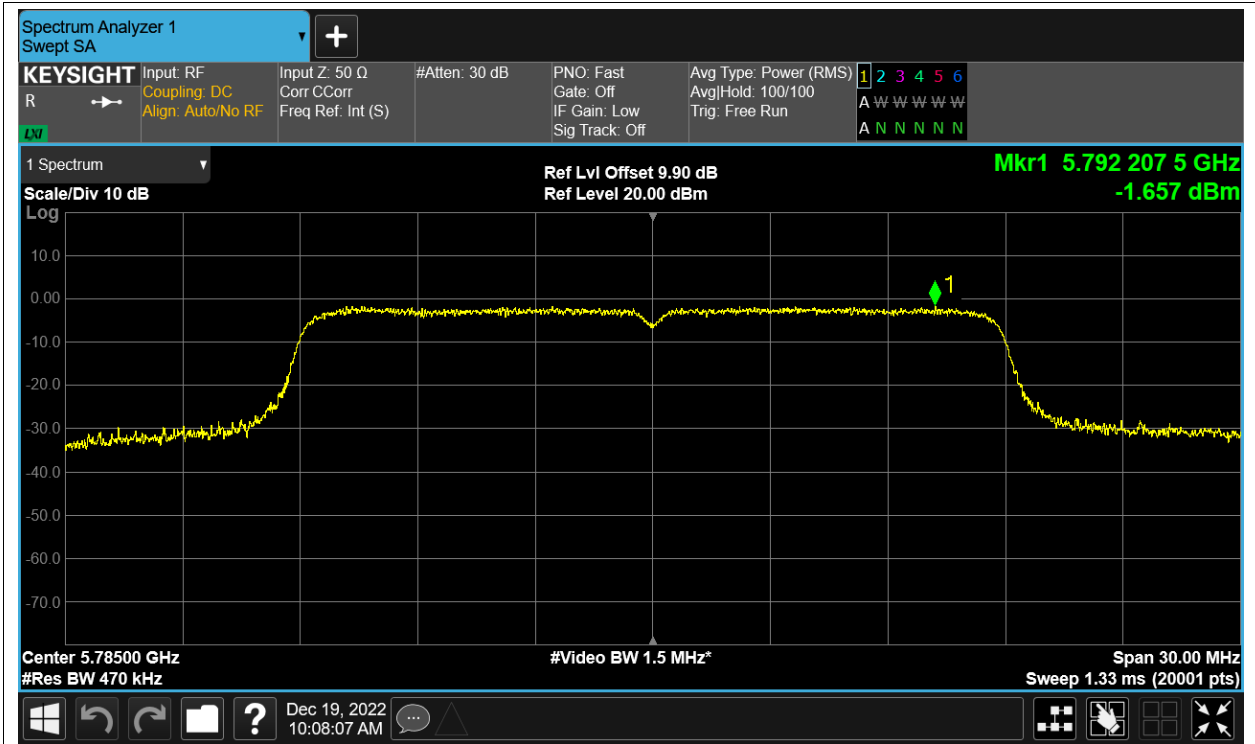 Spectrum Analyzer 1
Swept SA
KEYSIGHT
R
LXI
Input: RF
Coupling: DC
Align: Auto/No RF
Input Z: 50 Ω
Corr CCorr
Freq Ref: Int (S)
#Atten: 30 dB
PNO: Fast
Gate: Off
IF Gain: Low
Sig Track: Off
Avg Type: Power (RMS)
Avg|Hold: 100/100
Trig: Free Run
1 2 3 4 5 6
A W W W W W
A N N N N N
1 Spectrum
Scale/Div 10 dB
Ref Lvl Offset 9.90 dB
Ref Level 20.00 dBm
Mkr1 5.792 207 5 GHz
-1.657 dBm
Log
10.0
0.00
-10.0
-20.0
-30.0
-40.0
-50.0
-60.0
-70.0
1
Center 5.78500 GHz
#Res BW 470 kHz
#Video BW 1.5 MHz*
Span 30.00 MHz
Sweep 1.33 ms (20001 pts)
?
Dec 19, 2022
10:08:07 AM